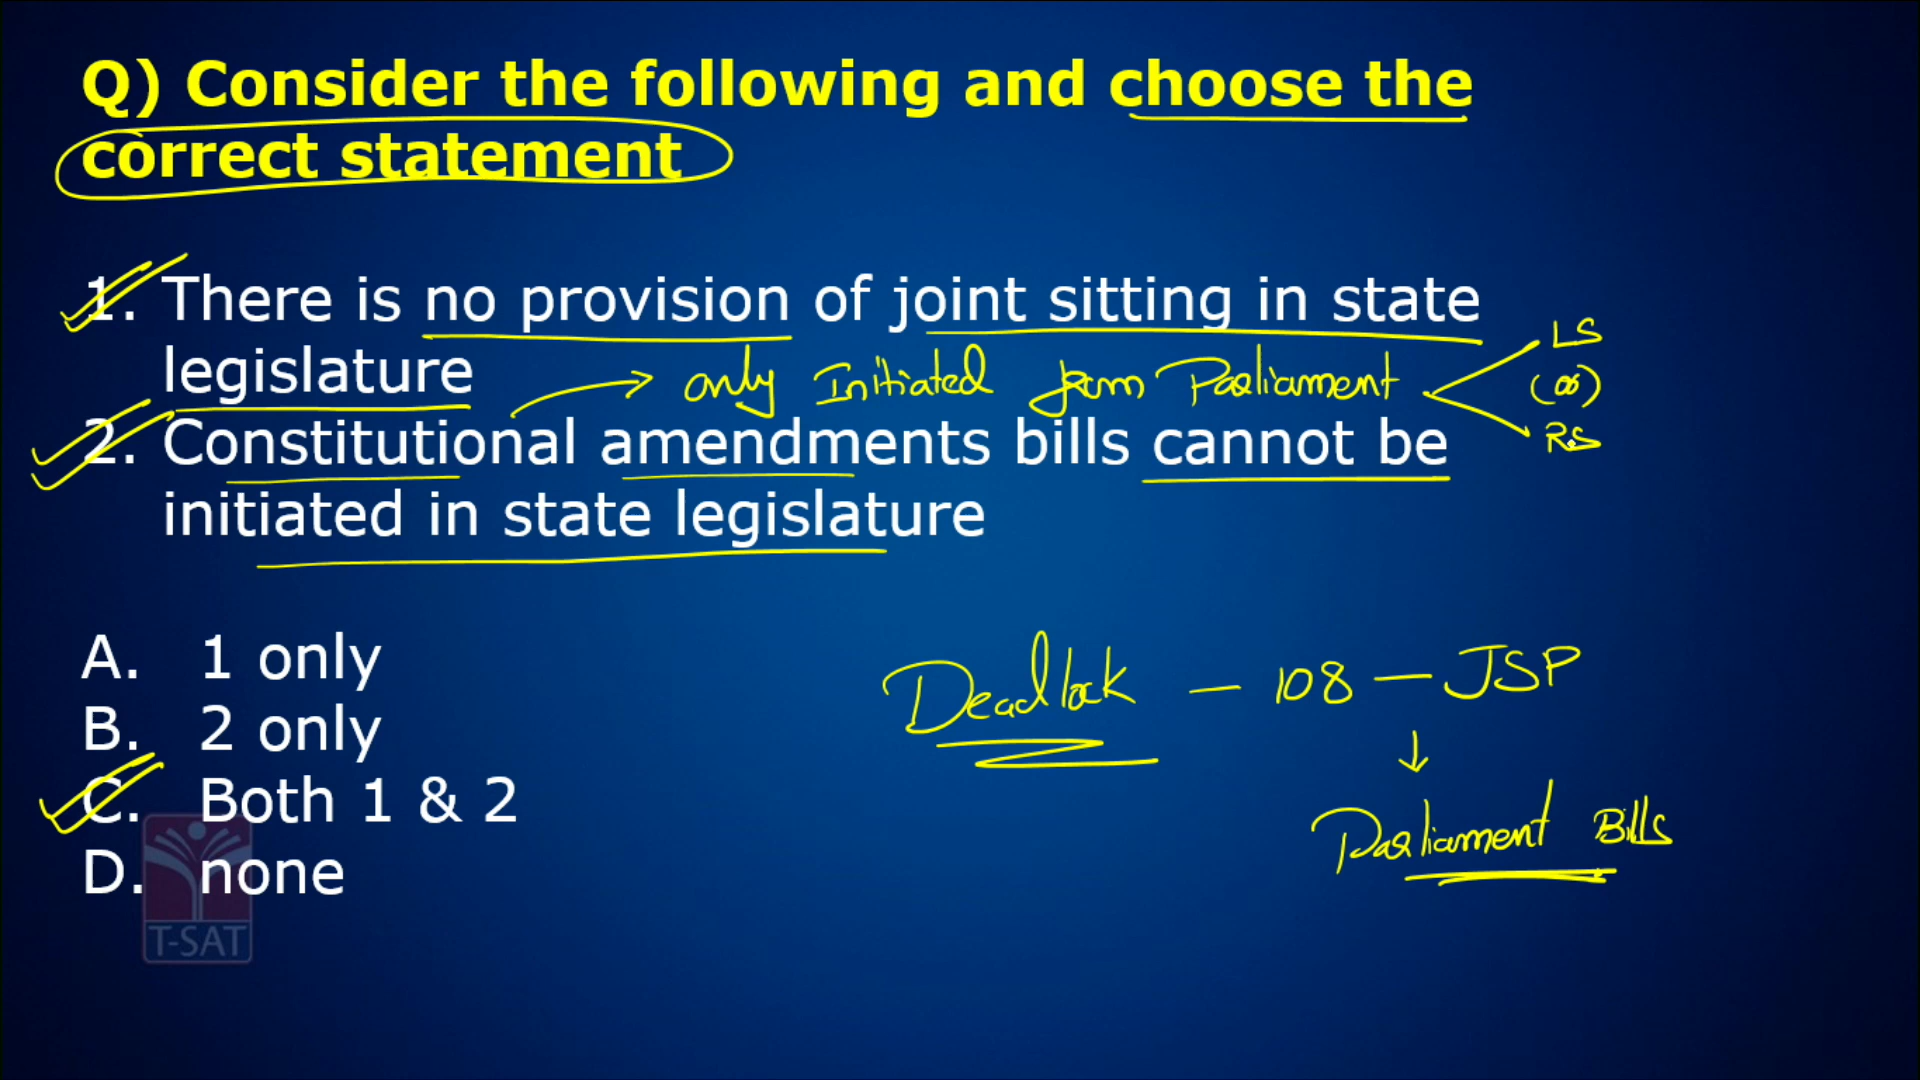 Q) Consider the following and choose the
correct statement
1. There is no provision of joint sitting in state
legislature
only Initiated from Parliament
LS
(or)
RS
2. Constitutional amendments bills cannot be
initiated in state legislature
A. 1 only
B. 2 only
C. Both 1 & 2
D. none
Deadlock - 108 - JSP
Parliament Bills
T-SAT